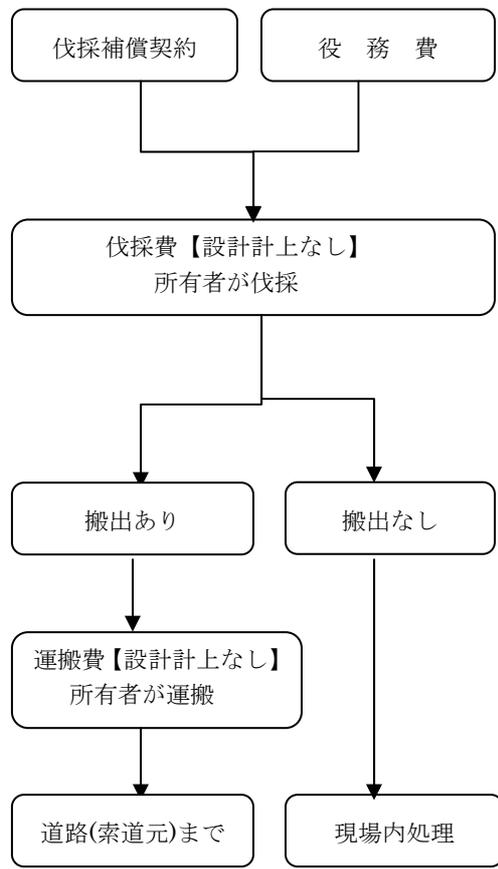 伐採補償契約
役　務　費
伐採費【設計計上なし】
所有者が伐採
搬出あり
搬出なし
運搬費【設計計上なし】
所有者が運搬
道路(索道元)まで
現場内処理